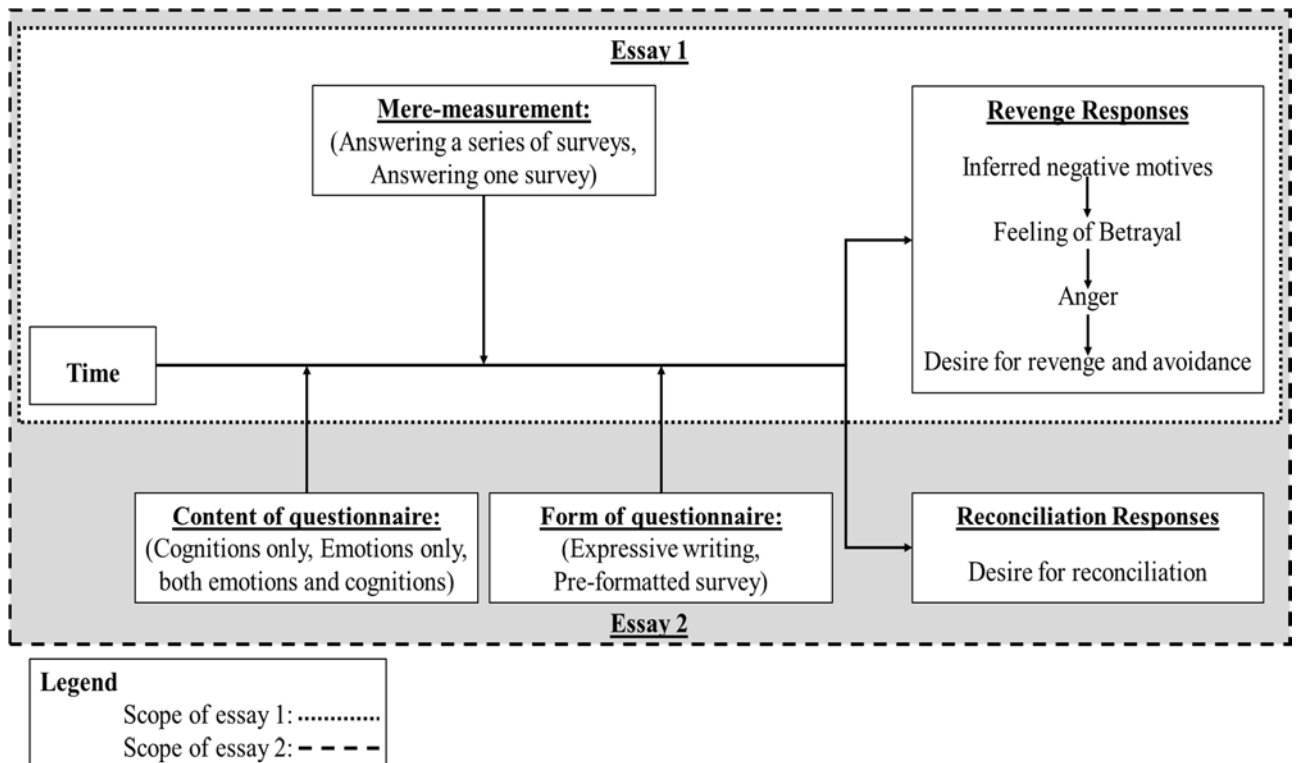 Essay 1
Mere-measurement:
(Answering a series of surveys,
Answering one survey)
Revenge Responses
Inferred negative motives
Feeling of Betrayal
Anger
Desire for revenge and avoidance
Time
Content of questionnaire:
(Cognitions only, Emotions only,
both emotions and cognitions)
Form of questionnaire:
(Expressive writing,
Pre-formatted survey)
Reconciliation Responses
Desire for reconciliation
Essay 2
Legend
Scope of essay 1:
Scope of essay 2: